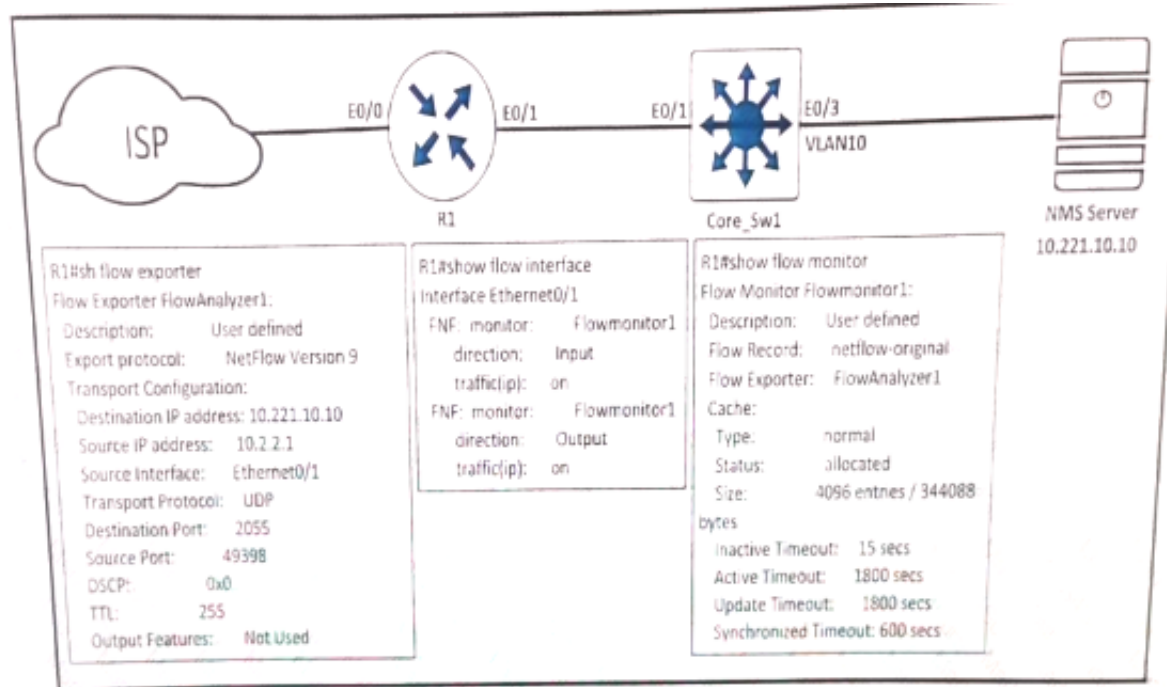 ISP
E0/0
E0/1
E0/1
E0/3
VLAN10
R1
Core_Sw1
NMS Server
10.221.10.10
R1#sh flow exporter
Flow Exporter FlowAnalyzer1:
Description: User defined
Export protocol: NetFlow Version 9
Transport Configuration:
Destination IP address: 10.221.10.10
Source IP address: 10.2.2.1
Source Interface: Ethernet0/1
Transport Protocol: UDP
Destination Port: 2055
Source Port: 49398
DSCP: 0x0
TTL: 255
Output Features: Not Used
R1#show flow interface
Interface Ethernet0/1
FNF: monitor: Flowmonitor1
direction: Input
traffic(ip): on
FNF: monitor: Flowmonitor1
direction: Output
traffic(ip): on
R1#show flow monitor
Flow Monitor Flowmonitor1:
Description: User defined
Flow Record: netflow-original
Flow Exporter: FlowAnalyzer1
Cache:
Type: normal
Status: allocated
Size: 4096 entries / 344088
bytes
Inactive Timeout: 15 secs
Active Timeout: 1800 secs
Update Timeout: 1800 secs
Synchronized Timeout: 600 secs